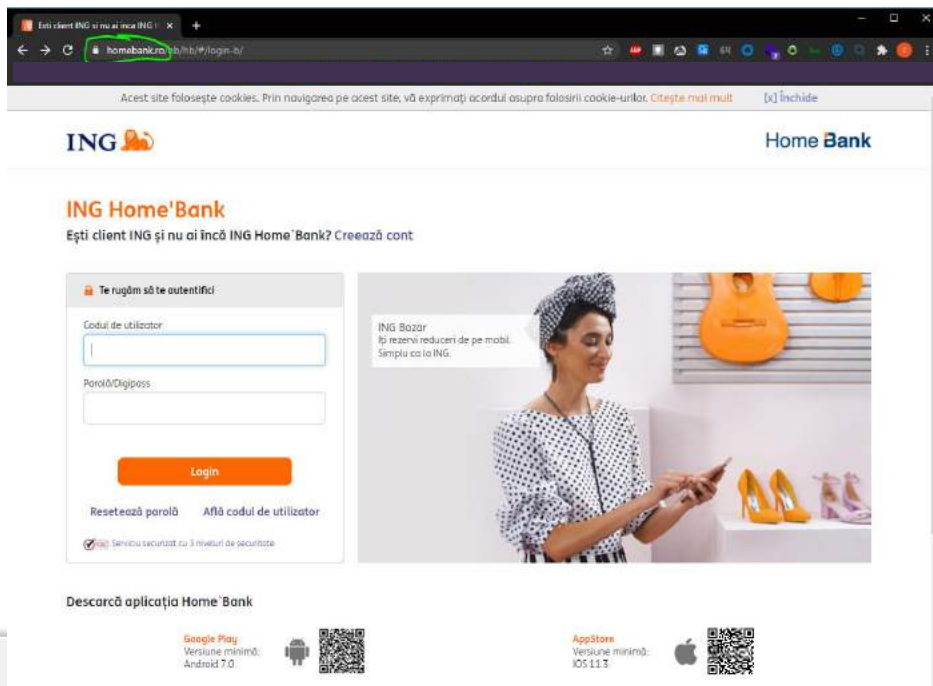 Ești client ING și nu ai inca ING
homebank.ro/nb/hb/#/login-b/
Acest site folosește cookies. Prin navigarea pe acest site, vă exprimați acordul asupra folosirii cookie-urilor. Citește mai mult [x] Închide
ING
Home'Bank
ING Home'Bank
Ești client ING și nu ai încă ING Home`Bank? Creează cont
Te rugăm să te autentifici
Codul de utilizator
Parolă/Digipass
Login
Resetează parolă Află codul de utilizator
Serviciu securizat cu 3 niveluri de securitate
ING Bazar
Iți rezervi reduceri de pe mobil.
Simplu ca la ING.
Descarcă aplicația Home`Bank
Google Play
Versiune minimă:
Android 7.0
AppStore
Versiune minimă:
IOS 11.3